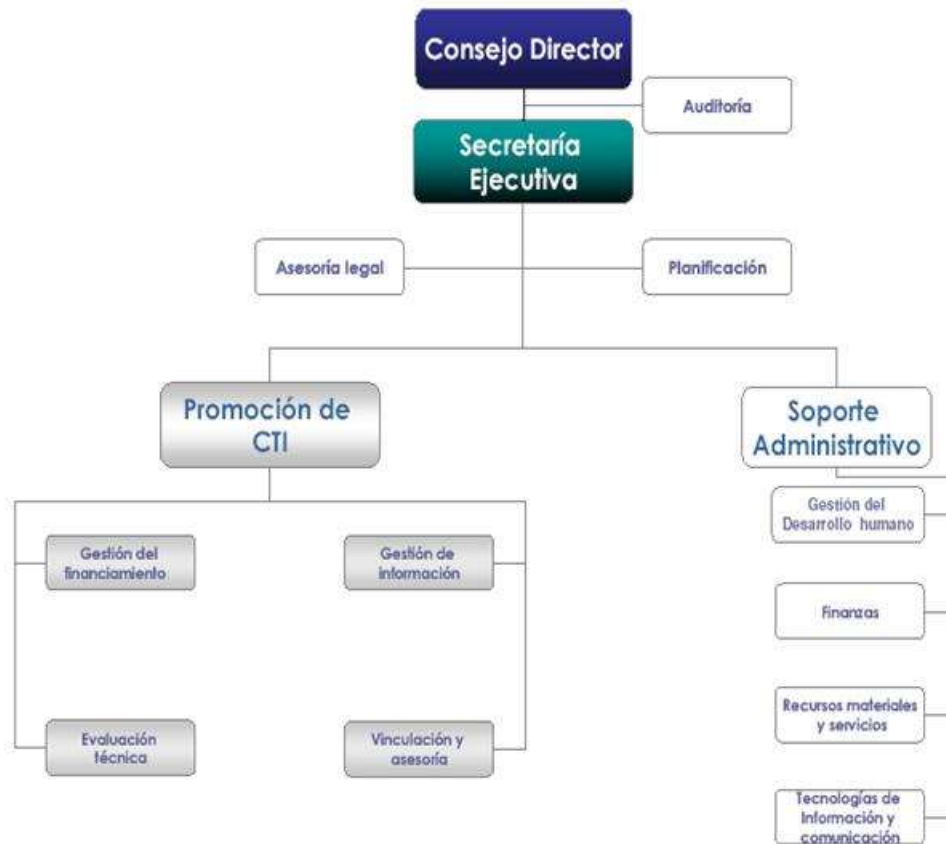 Consejo Director
Auditoría
Secretaría
Ejecutiva
Asesoría legal
Planificación
Promoción de
CTI
Soporte
Administrativo
Gestión del
Desarrollo humano
Gestión del
financiamiento
Gestión de
información
Finanzas
Recursos materiales
y servicios
Evaluación
técnica
Vinculación y
asesoría
Tecnologías de
Información y
comunicación